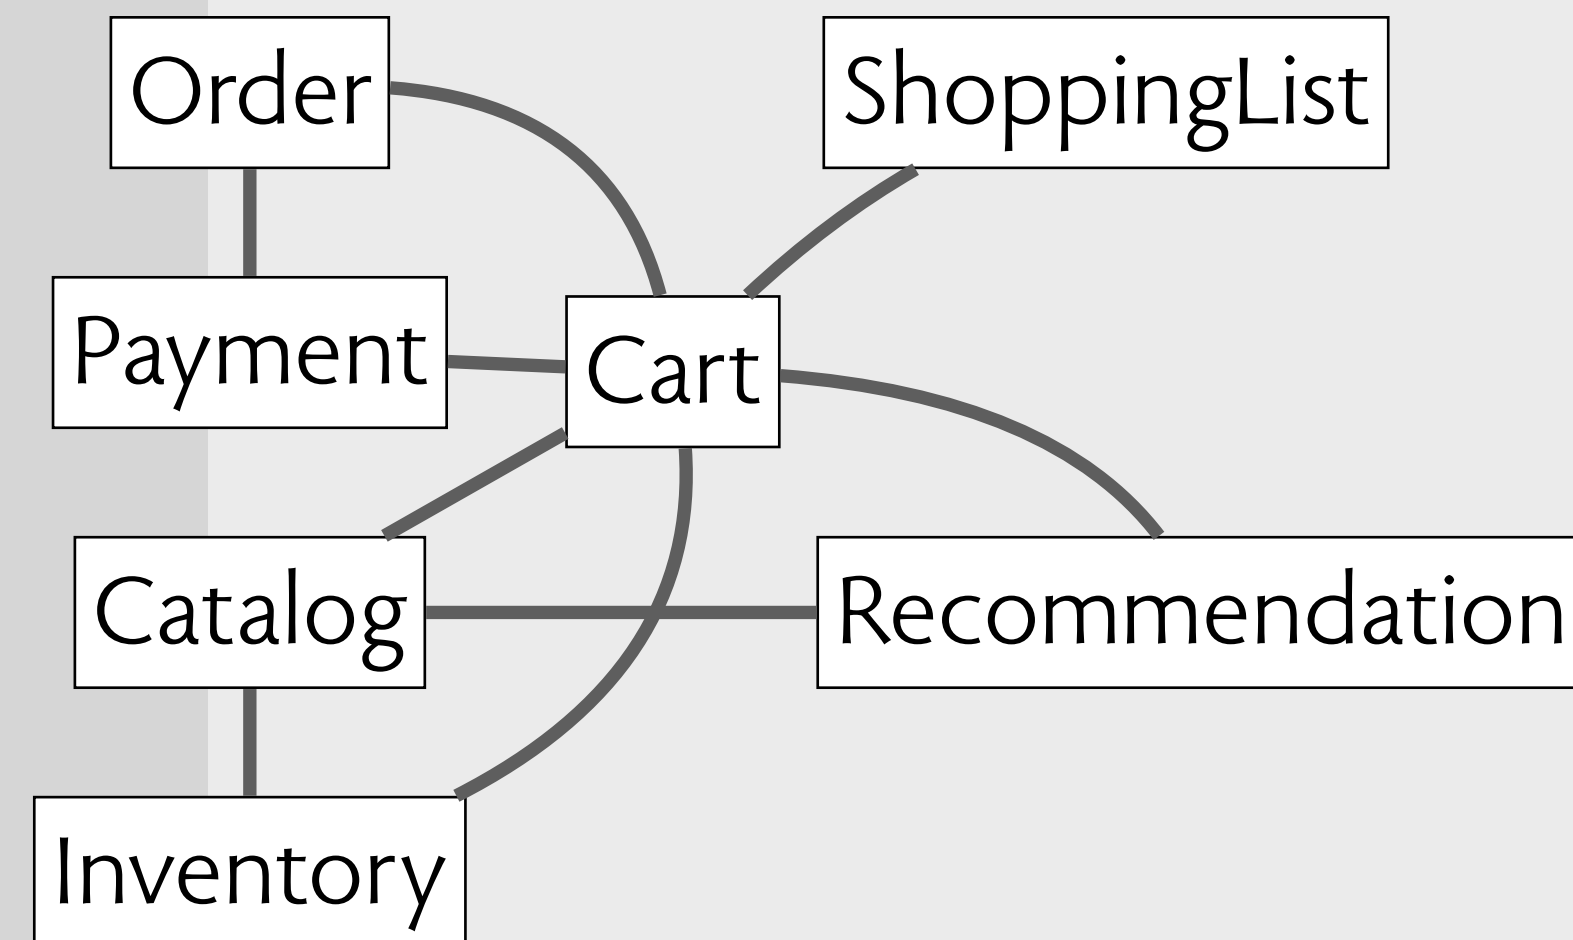 Order
ShoppingList
Payment
Cart
Catalog
Recommendation
Inventory